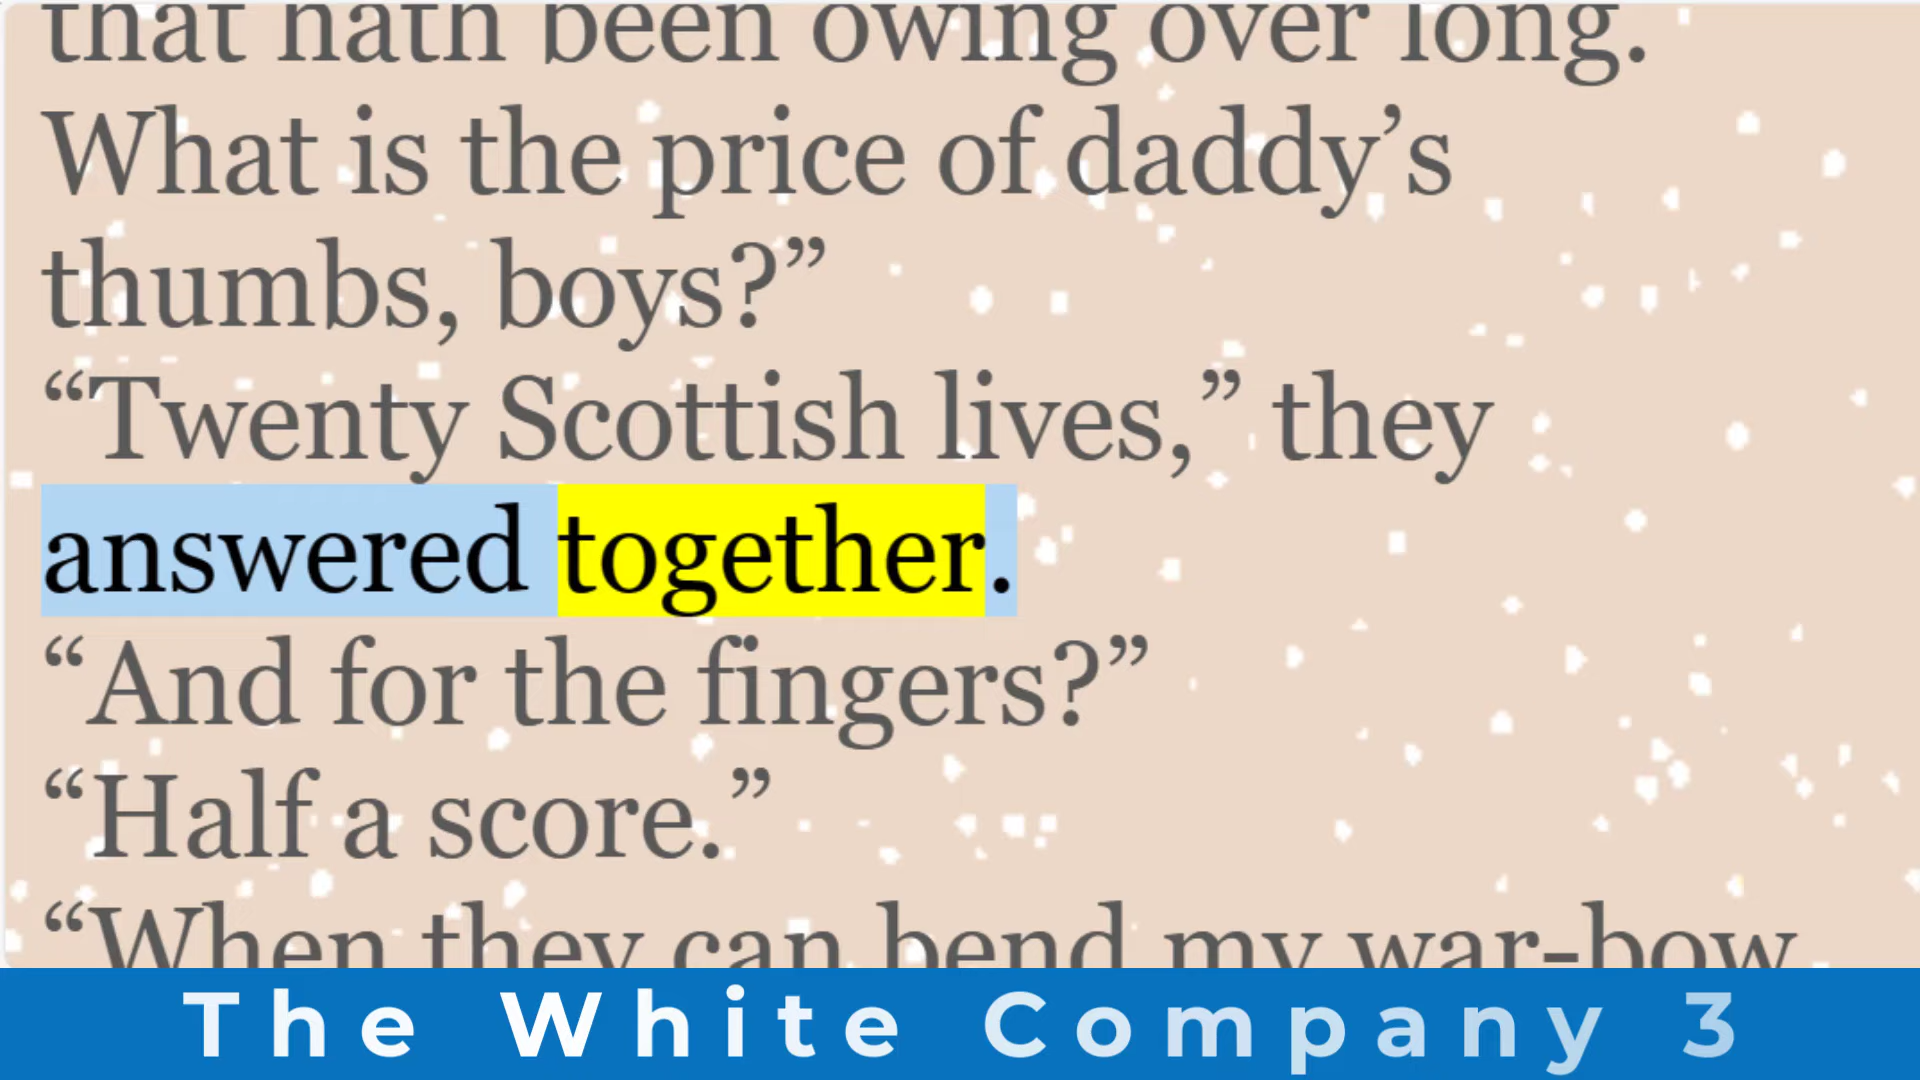 that hath been owing over long.
What is the price of daddy’s
thumbs, boys?”
“Twenty Scottish lives,” they
answered together.
“And for the fingers?”
“Half a score.”
“When they can bend my war-bow
The White Company 3